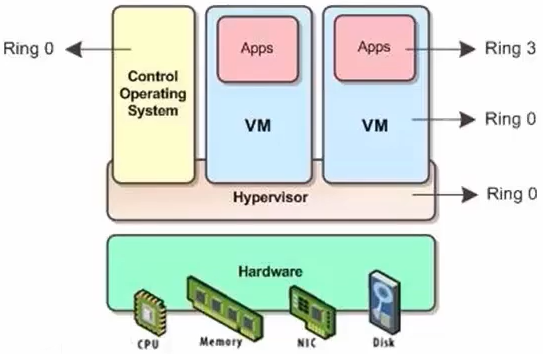 Ring 0
Control
Operating
System
Apps
VM
Apps
VM
Ring 3
Ring 0
Hypervisor
Ring 0
Hardware
CPU
Memory
NIC
Disk